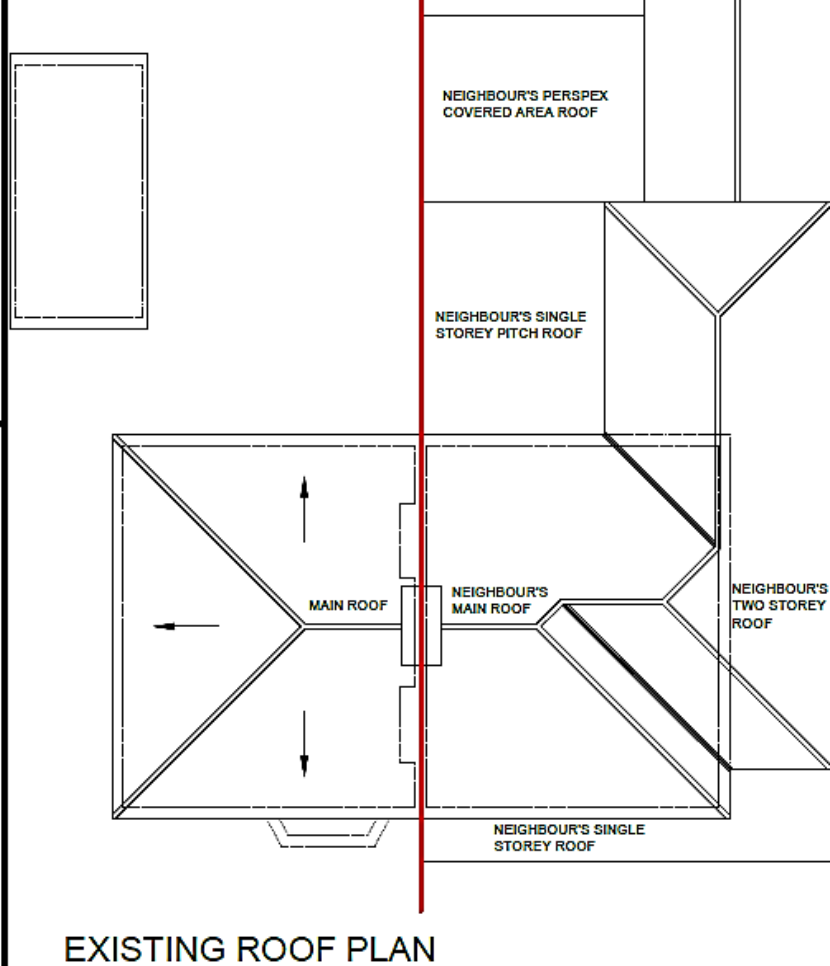 NEIGHBOUR'S PERSPEX
COVERED AREA ROOF
NEIGHBOUR'S SINGLE
STOREY PITCH ROOF
MAIN ROOF
NEIGHBOUR'S
MAIN ROOF
NEIGHBOUR'S
TWO STOREY
ROOF
NEIGHBOUR'S SINGLE
STOREY ROOF
EXISTING ROOF PLAN